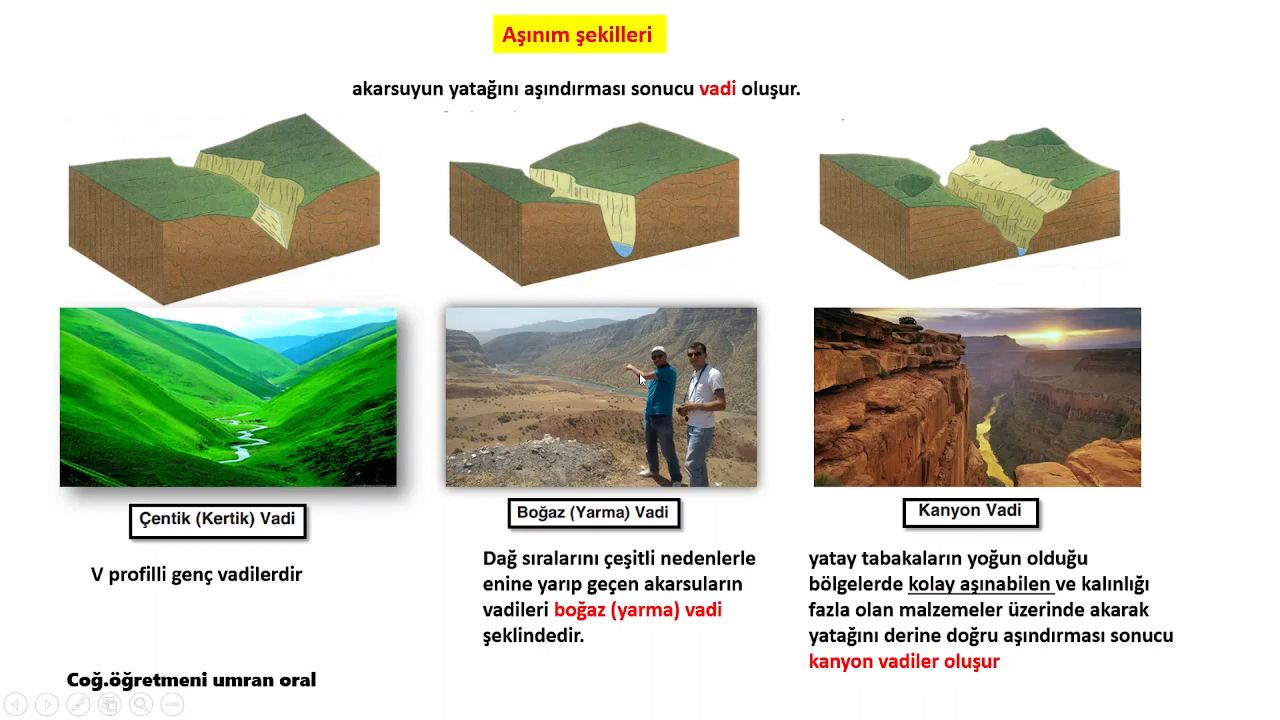 Aşınım şekilleri
akarsuyun yatağını aşındırması sonucu vadi oluşur.
Çentik (Kertik) Vadi
V profilli genç vadilerdir
Boğaz (Yarma) Vadi
Dağ sıralarını çeşitli nedenlerle
enine yarıp geçen akarsuların
vadileri boğaz (yarma) vadi
şeklindedir.
Kanyon Vadi
yatay tabakaların yoğun olduğu
bölgelerde kolay aşınabilen ve kalınlığı
fazla olan malzemeler üzerinde akarak
yatağını derine doğru aşındırması sonucu
kanyon vadiler oluşur
Coğ.öğretmeni umran oral